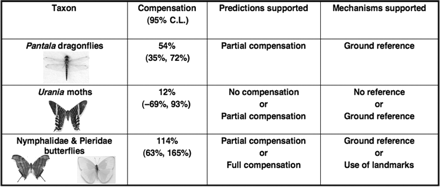 Taxon
Compensation
(95% C.L.)
Predictions supported
Mechanisms supported
Pantala dragonflies
54%
(35%, 72%)
Partial compensation
Ground reference
Urania moths
12%
(–69%, 93%)
No compensation
or
Partial compensation
No reference
or
Ground reference
Nymphalidae & Pieridae
butterflies
114%
(63%, 165%)
Partial compensation
or
Full compensation
Ground reference
or
Use of landmarks